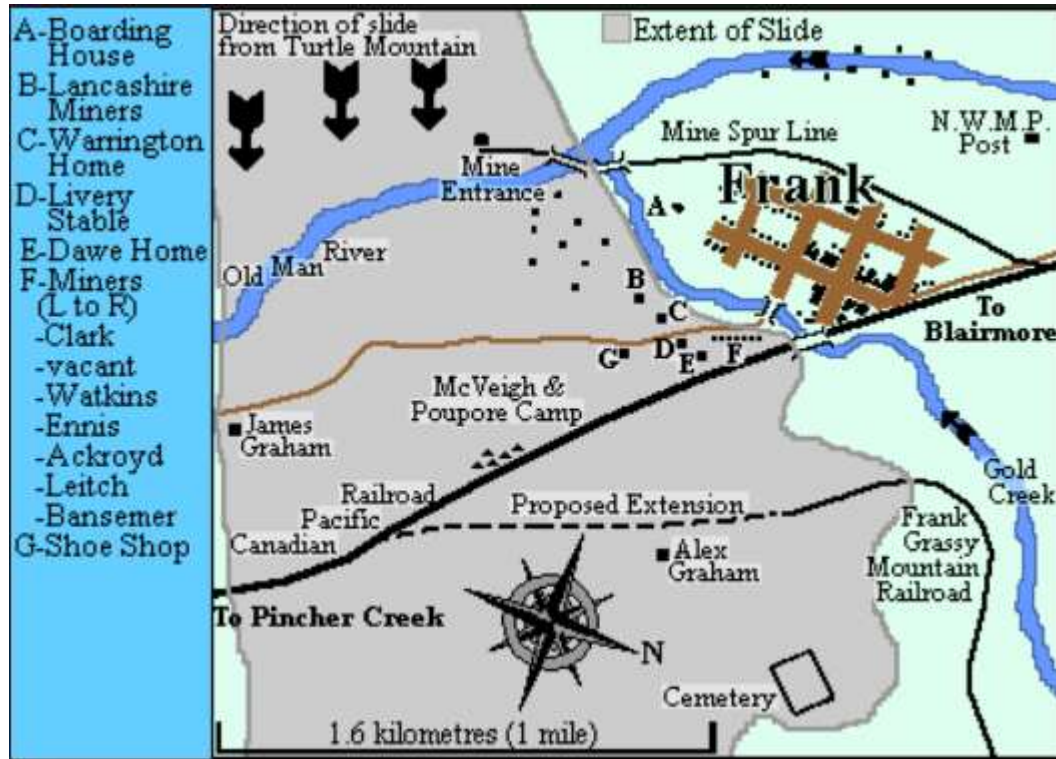 A-Boarding
House
B-Lancashire
Miners
C-Warrington
Home
D-Livery
Stable
E-Dawe Home
F-Miners
(L to R)
-Clark
-vacant
-Watkins
-Ennis
-Ackroyd
-Leitch
-Bansemer
G-Shoe Shop
Direction of slide
from Turtle Mountain
Extent of Slide
Mine Spur Line
N.W.M.P.
Post
Mine
Entrance
Frank
A
Old Man River
B
C
To
Blairmore
G
D
E
F
McVeigh &
Poupore Camp
James
Graham
Gold
Creek
Canadian Pacific Railroad
Proposed Extension
Frank
Grassy
Mountain
Railroad
Alex
Graham
To Pincher Creek
N
Cemetery
1.6 kilometres (1 mile)